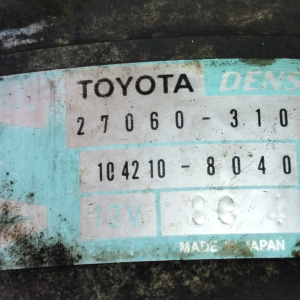 TOYOTA DENS
27060-310
104210-8040
12V
MADE IN JAPAN